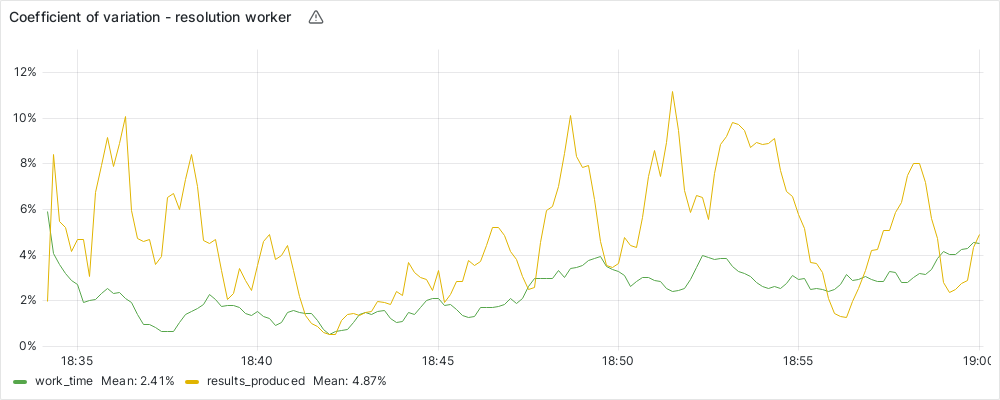 Coefficient of variation - resolution worker
12%
10%
8%
6%
4%
2%
0%
18:35 18:40 18:45 18:50 18:55 19:00
work_time Mean: 2.41% results_produced Mean: 4.87%